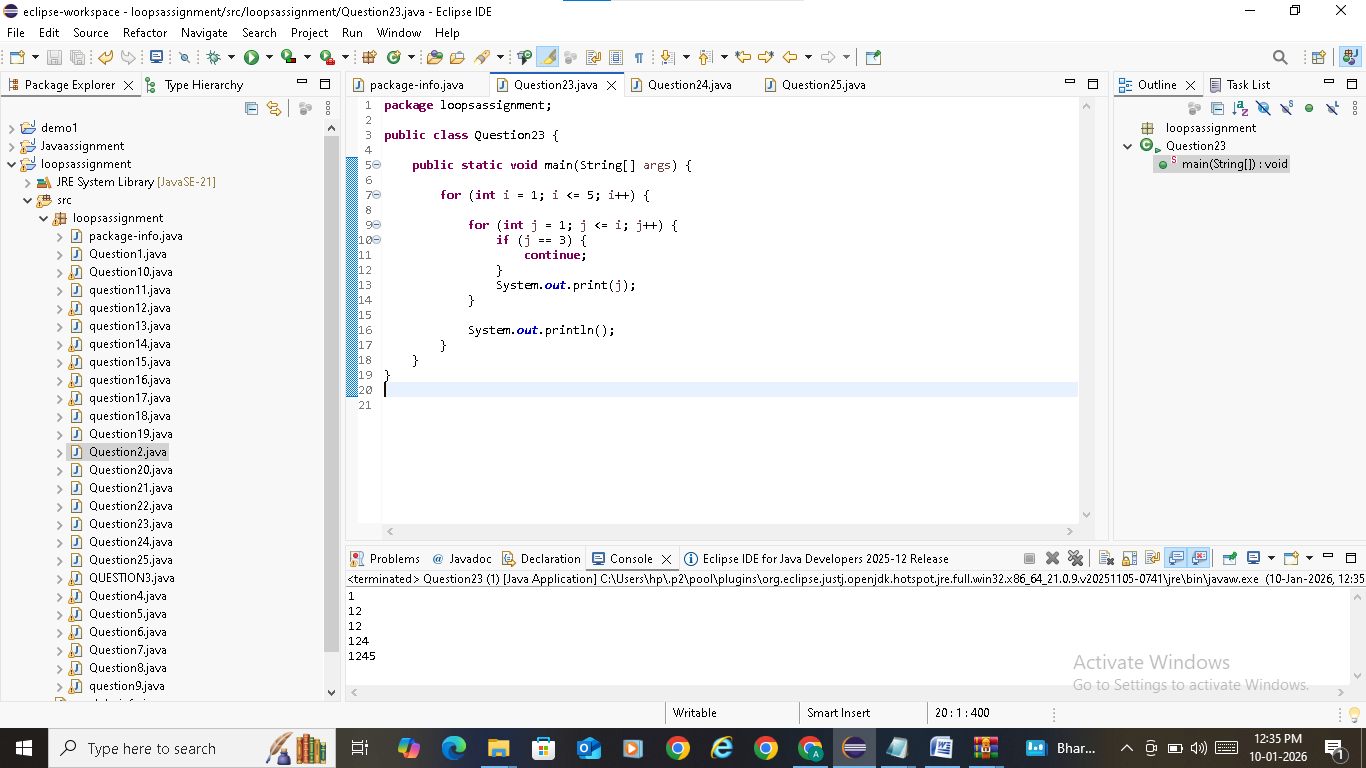 eclipse-workspace - loopsassignment/src/loopsassignment/Question23.java - Eclipse IDE
File Edit Source Refactor Navigate Search Project Run Window Help
Package Explorer Type Hierarchy
demo1
Javaassignment
loopsassignment
JRE System Library [JavaSE-21]
src
loopsassignment
package-info.java
Question1.java
Question10.java
question11.java
question12.java
question13.java
question14.java
question15.java
question16.java
question17.java
question18.java
Question19.java
Question2.java
Question20.java
Question21.java
Question22.java
Question23.java
Question24.java
Question25.java
QUESTION3.java
Question4.java
Question5.java
Question6.java
Question7.java
Question8.java
question9.java
package-info.java Question23.java Question24.java Question25.java
1 package loopsassignment;
2
3 public class Question23 {
4
5 public static void main(String[] args) {
6
7 for (int i = 1; i <= 5; i++) {
8
9 for (int j = 1; j <= i; j++) {
10 if (j == 3) {
11 continue;
12 }
13 System.out.print(j);
14 }
15
16 System.out.println();
17 }
18 }
19 }
20
21
Outline Task List
loopsassignment
Question23
main(String[]) : void
Problems @ Javadoc Declaration Console Eclipse IDE for Java Developers 2025-12 Release
<terminated> Question23 (1) [Java Application] C:\Users\hp\.p2\pool\plugins\org.eclipse.justj.openjdk.hotspot.jre.full.win32.x86_64_21.0.9.v20251105-0741\jre\bin\javaw.exe (10-Jan-2026, 12:35
1
12
12
124
1245
Activate Windows
Go to Settings to activate Windows.
Writable Smart Insert 20 : 1 : 400
Type here to search
Bhar...
12:35 PM
10-01-2026
1